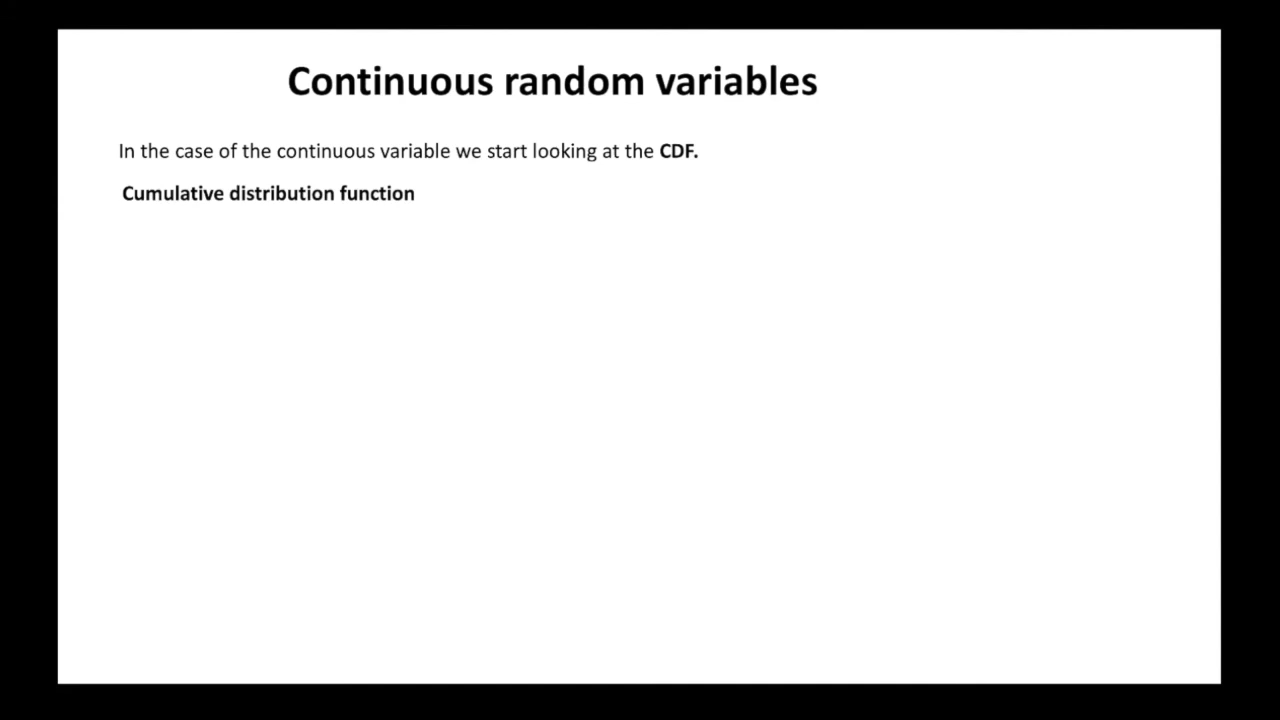 Continuous random variables
In the case of the continuous variable we start looking at the CDF.
Cumulative distribution function